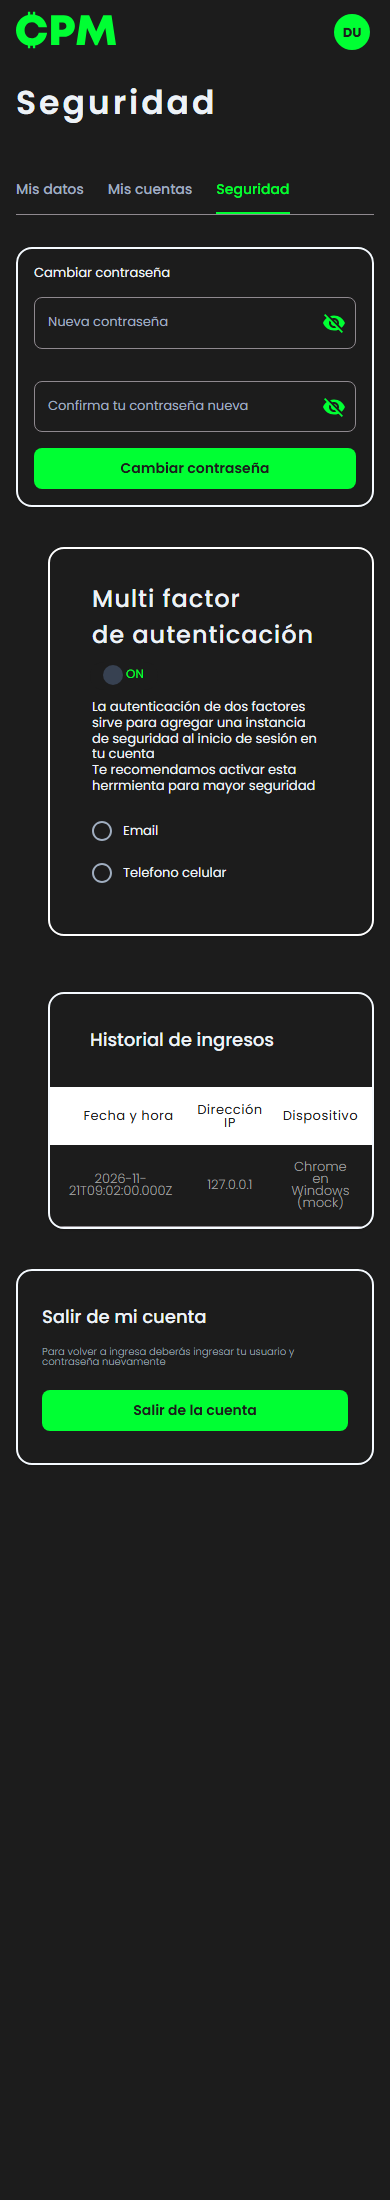 CPM
DU
Seguridad
Mis datos Mis cuentas Seguridad
Cambiar contraseña
Nueva contraseña
Confirma tu contraseña nueva
Cambiar contraseña
Multi factor
de autenticación
ON
La autenticación de dos factores
sirve para agregar una instancia
de seguridad al inicio de sesión en
tu cuenta
Te recomendamos activar esta
herrmienta para mayor seguridad
Email
Telefono celular
Historial de ingresos
Fecha y hora Dirección IP Dispositivo
2026-11-21T09:02:00.000Z 127.0.0.1 Chrome en Windows (mock)
Salir de mi cuenta
Para volver a ingresa deberás ingresar tu usuario y
contraseña nuevamente
Salir de la cuenta